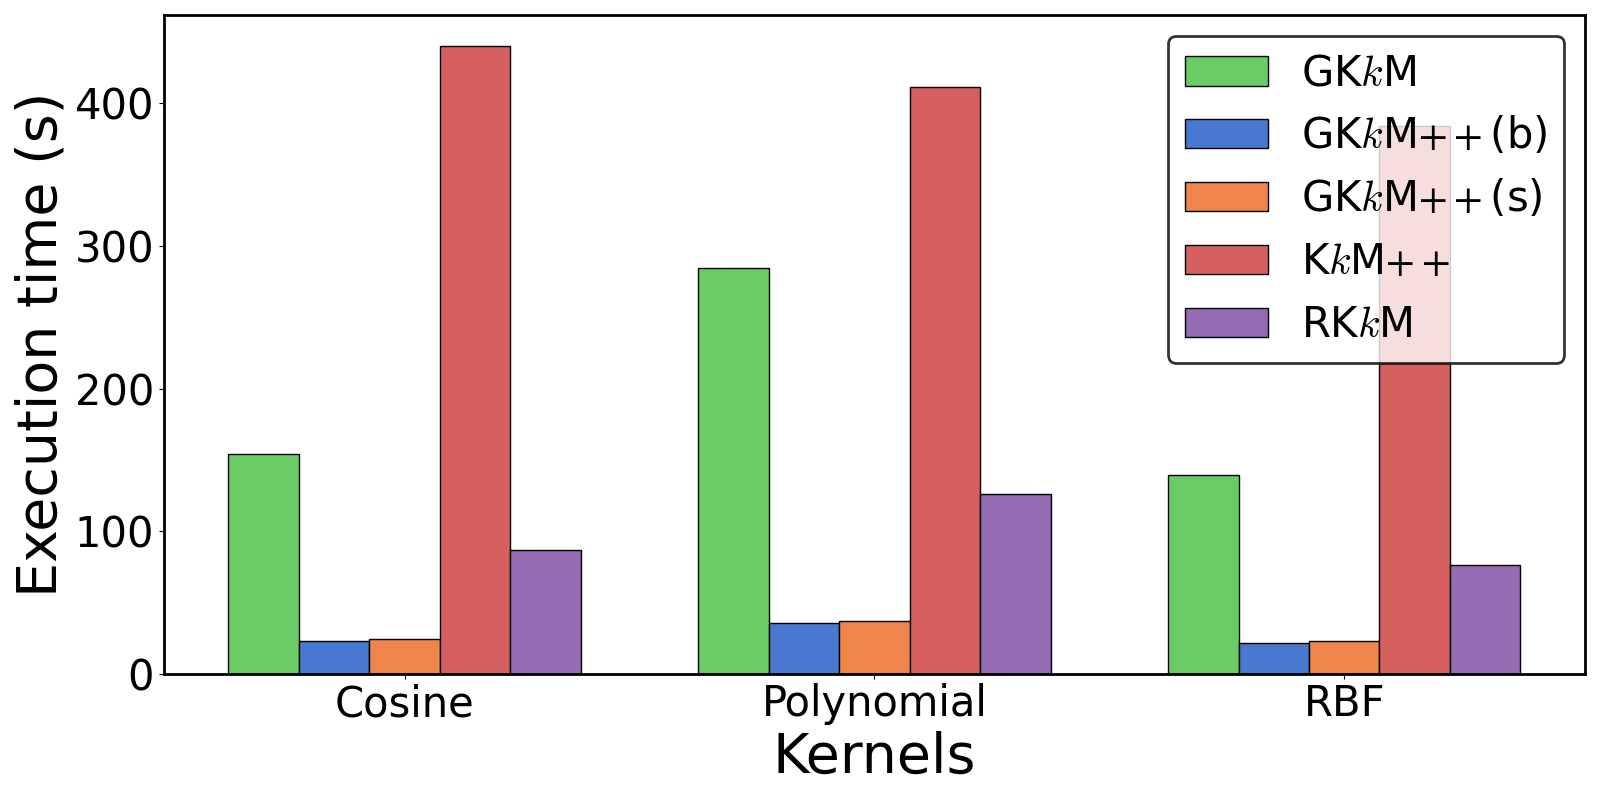 Execution time (s)
400
300
200
100
0
Cosine
Polynomial
RBF
Kernels
GKkM
GKkM++(b)
GKkM++(s)
KkM++
RKkM